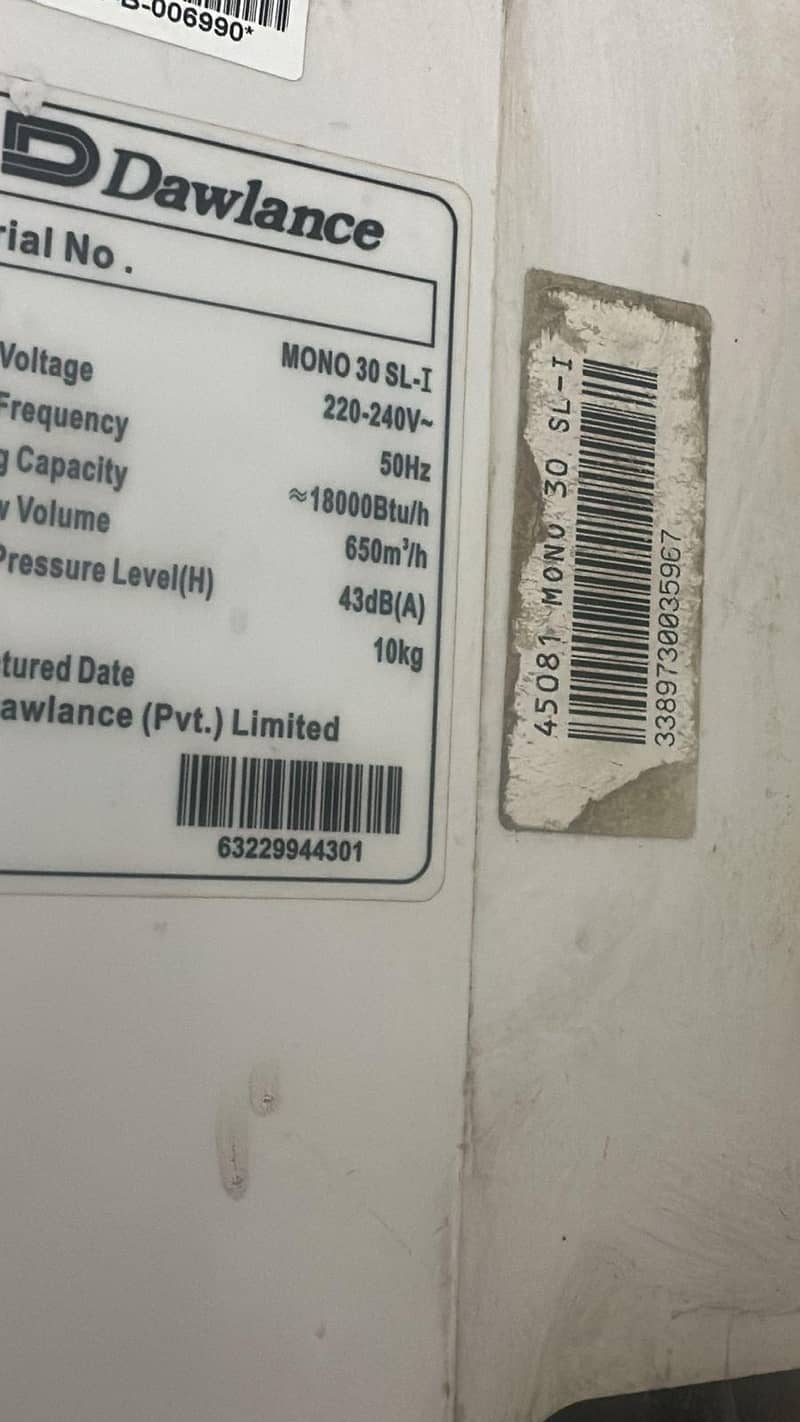 -006990*
Dawlance
rial No.
MONO 30 SL-I
Voltage 220-240V~
Frequency 50Hz
g Capacity ≈18000Btu/h
w Volume 650m³/h
Pressure Level(H) 43dB(A)
10kg
tured Date
awlance (Pvt.) Limited
63229944301
45081 MONO 30 SL-I
3389730035967